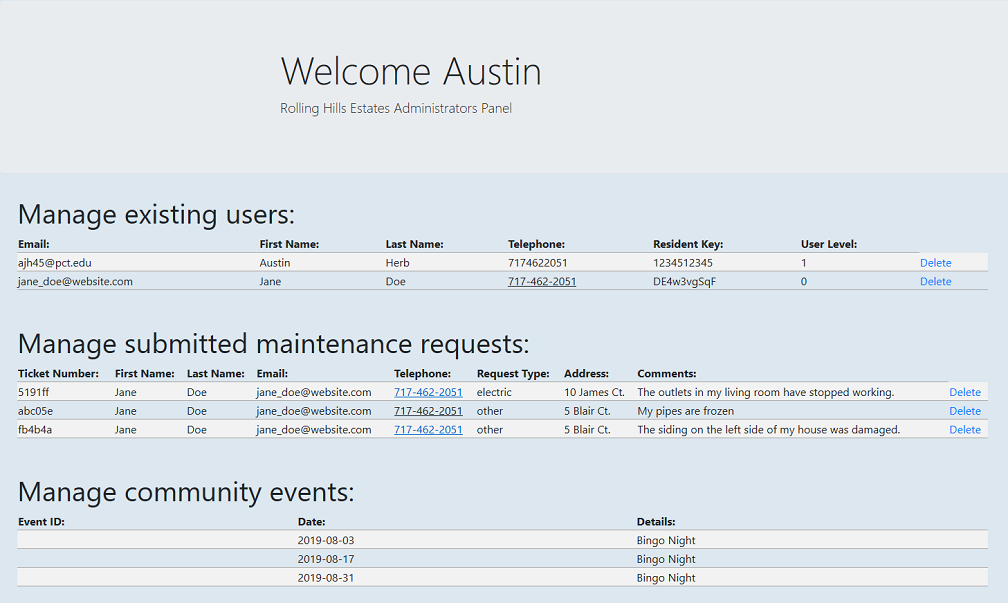 Welcome Austin
Rolling Hills Estates Administrators Panel
Manage existing users:
Email: First Name: Last Name: Telephone: Resident Key: User Level:
ajh45@pct.edu Austin Herb 7174622051 1234512345 1 Delete
jane_doe@website.com Jane Doe 717-462-2051 DE4w3vgSqF 0 Delete
Manage submitted maintenance requests:
Ticket Number: First Name: Last Name: Email: Telephone: Request Type: Address: Comments:
5191ff Jane Doe jane_doe@website.com 717-462-2051 electric 10 James Ct. The outlets in my living room have stopped working. Delete
abc05e Jane Doe jane_doe@website.com 717-462-2051 other 5 Blair Ct. My pipes are frozen Delete
fb4b4a Jane Doe jane_doe@website.com 717-462-2051 other 5 Blair Ct. The siding on the left side of my house was damaged. Delete
Manage community events:
Event ID: Date: Details:
2019-08-03 Bingo Night
2019-08-17 Bingo Night
2019-08-31 Bingo Night